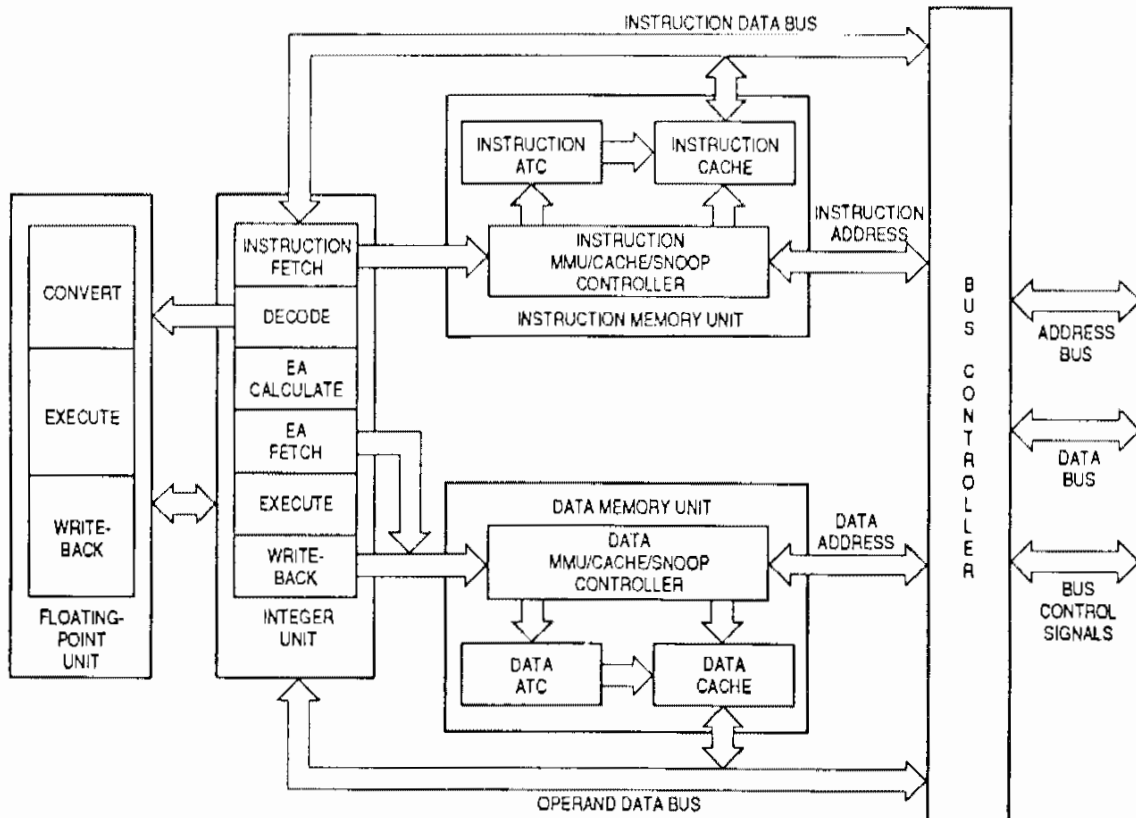 INSTRUCTION DATA BUS
INSTRUCTION
ATC
INSTRUCTION
CACHE
INSTRUCTION
MMU/CACHE/SNOOP
CONTROLLER
INSTRUCTION MEMORY UNIT
INSTRUCTION
ADDRESS
CONVERT
EXECUTE
WRITE-
BACK
FLOATING-
POINT
UNIT
INSTRUCTION
FETCH
DECODE
EA
CALCULATE
EA
FETCH
EXECUTE
WRITE-
BACK
INTEGER
UNIT
DATA MEMORY UNIT
DATA
MMU/CACHE/SNOOP
CONTROLLER
DATA
ATC
DATA
CACHE
DATA
ADDRESS
OPERAND DATA BUS
BUS CONTROLLER
ADDRESS
BUS
DATA
BUS
BUS
CONTROL
SIGNALS